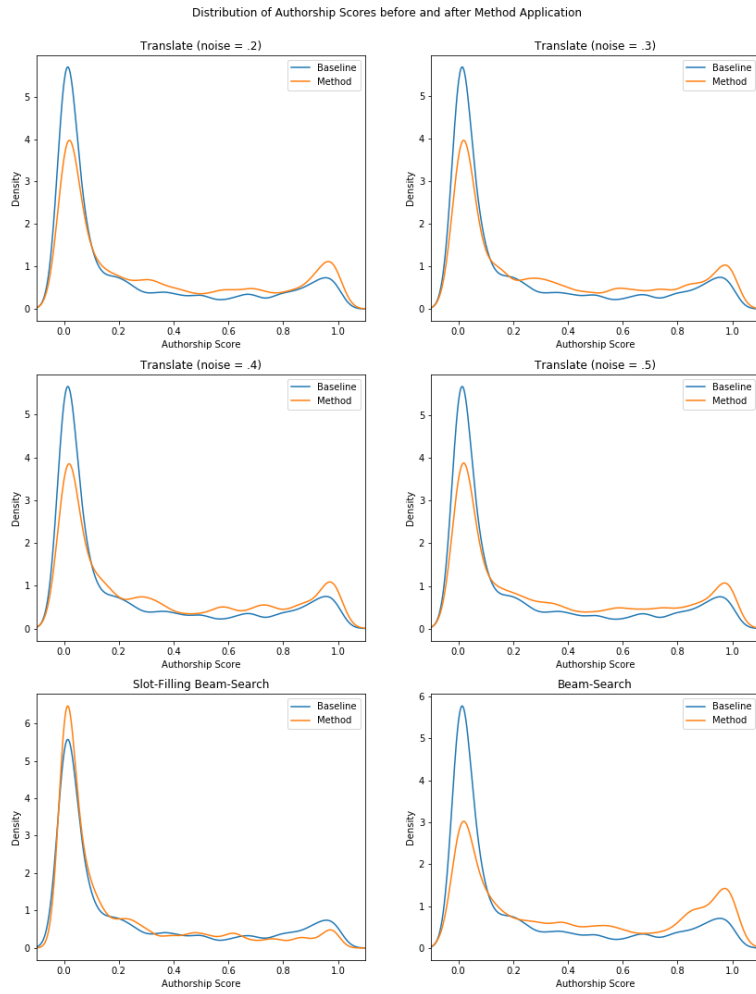 Distribution of Authorship Scores before and after Method Application
Translate (noise = .2)
Baseline
Method
5
4
3
2
1
0
Density
0.0 0.2 0.4 0.6 0.8 1.0
Authorship Score
Translate (noise = .3)
Baseline
Method
5
4
3
2
1
0
Density
0.0 0.2 0.4 0.6 0.8 1.0
Authorship Score
Translate (noise = .4)
Baseline
Method
5
4
3
2
1
0
Density
0.0 0.2 0.4 0.6 0.8 1.0
Authorship Score
Translate (noise = .5)
Baseline
Method
5
4
3
2
1
0
Density
0.0 0.2 0.4 0.6 0.8 1.0
Authorship Score
Slot-Filling Beam-Search
Baseline
Method
6
5
4
3
2
1
0
Density
0.0 0.2 0.4 0.6 0.8 1.0
Authorship Score
Beam-Search
Baseline
Method
6
5
4
3
2
1
0
Density
0.0 0.2 0.4 0.6 0.8 1.0
Authorship Score